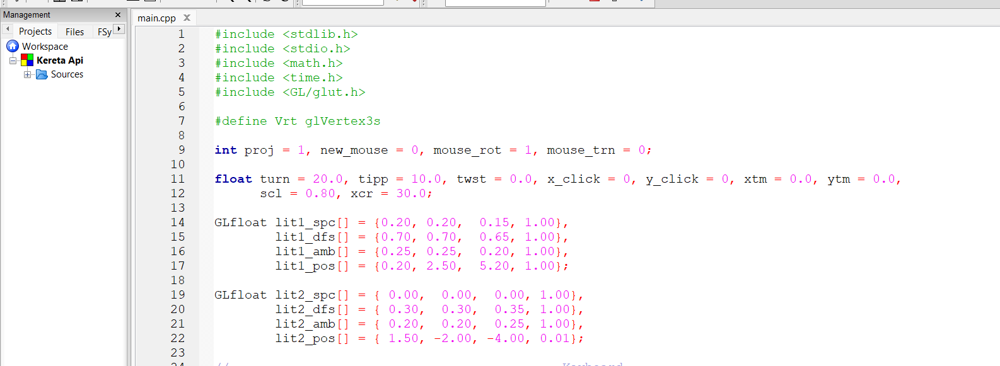 Management
main.cpp
Projects
Files
FSy
Workspace
Kereta Api
Sources
1 #include <stdlib.h>
2 #include <stdio.h>
3 #include <math.h>
4 #include <time.h>
5 #include <GL/glut.h>
6
7 #define Vrt glVertex3s
8
9 int proj = 1, new_mouse = 0, mouse_rot = 1, mouse_trn = 0;
10
11 float turn = 20.0, tipp = 10.0, twst = 0.0, x_click = 0, y_click = 0, xtm = 0.0, ytm = 0.0,
12 scl = 0.80, xcr = 30.0;
13
14 GLfloat lit1_spc[] = {0.20, 0.20,  0.15, 1.00},
15 lit1_dfs[] = {0.70, 0.70,  0.65, 1.00},
16 lit1_amb[] = {0.25, 0.25,  0.20, 1.00},
17 lit1_pos[] = {0.20, 2.50,  5.20, 1.00};
18
19 GLfloat lit2_spc[] = { 0.00,  0.00,  0.00, 1.00},
20 lit2_dfs[] = { 0.30,  0.30,  0.35, 1.00},
21 lit2_amb[] = { 0.20,  0.20,  0.25, 1.00},
22 lit2_pos[] = { 1.50, -2.00, -4.00, 0.01};
23
24 // Keyboard